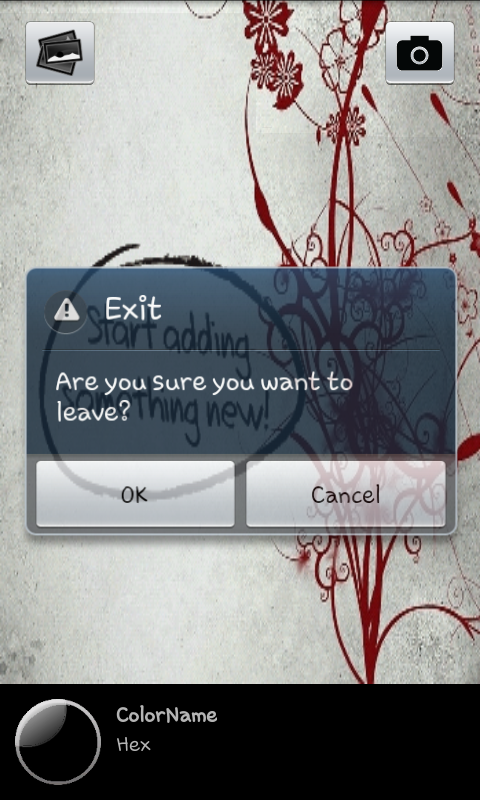 Exit
Start adding
something new!
Are you sure you want to
leave?
OK
Cancel
ColorName
Hex